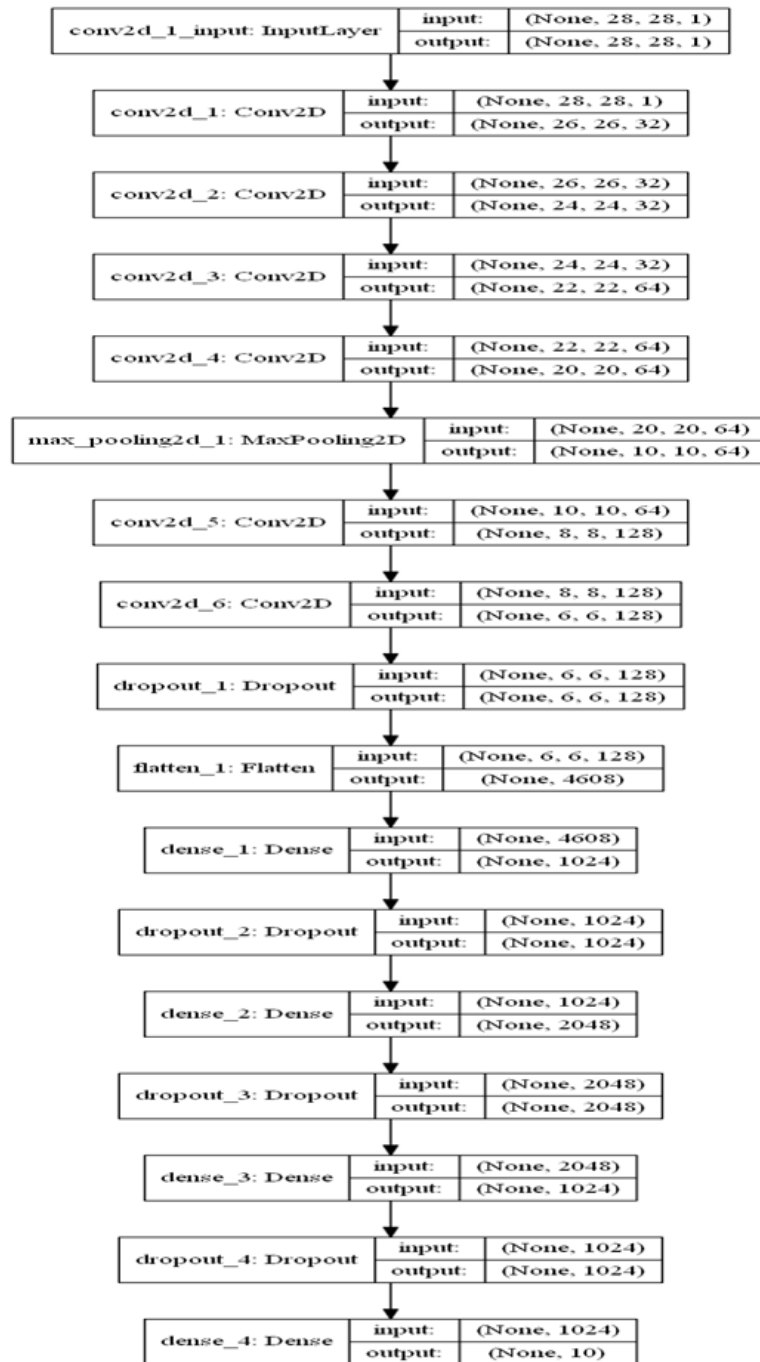 conv2d_1_input: InputLayer input: (None, 28, 28, 1)
output: (None, 28, 28, 1)
conv2d_1: Conv2D input: (None, 28, 28, 1)
output: (None, 26, 26, 32)
conv2d_2: Conv2D input: (None, 26, 26, 32)
output: (None, 24, 24, 32)
conv2d_3: Conv2D input: (None, 24, 24, 32)
output: (None, 22, 22, 64)
conv2d_4: Conv2D input: (None, 22, 22, 64)
output: (None, 20, 20, 64)
max_pooling2d_1: MaxPooling2D input: (None, 20, 20, 64)
output: (None, 10, 10, 64)
conv2d_5: Conv2D input: (None, 10, 10, 64)
output: (None, 8, 8, 128)
conv2d_6: Conv2D input: (None, 8, 8, 128)
output: (None, 6, 6, 128)
dropout_1: Dropout input: (None, 6, 6, 128)
output: (None, 6, 6, 128)
flatten_1: Flatten input: (None, 6, 6, 128)
output: (None, 4608)
dense_1: Dense input: (None, 4608)
output: (None, 1024)
dropout_2: Dropout input: (None, 1024)
output: (None, 1024)
dense_2: Dense input: (None, 1024)
output: (None, 2048)
dropout_3: Dropout input: (None, 2048)
output: (None, 2048)
dense_3: Dense input: (None, 2048)
output: (None, 1024)
dropout_4: Dropout input: (None, 1024)
output: (None, 1024)
dense_4: Dense input: (None, 1024)
output: (None, 10)